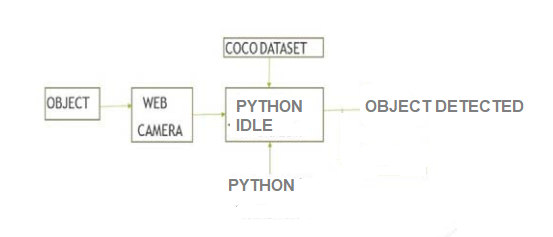 COCO DATASET
OBJECT
WEB
CAMERA
PYTHON
IDLE
OBJECT DETECTED
PYTHON